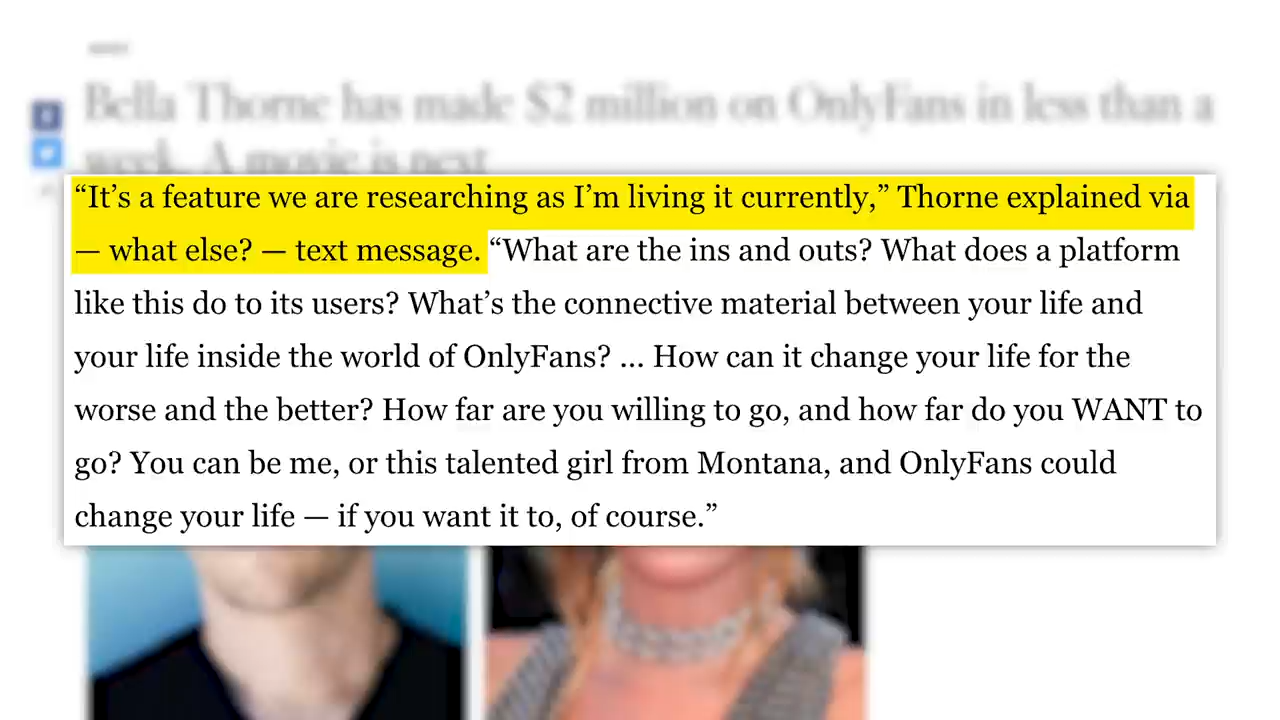 Bella Thorne has made $2 million on OnlyFans in less than a
week. A movie is next
“It’s a feature we are researching as I’m living it currently,” Thorne explained via
— what else? — text message. “What are the ins and outs? What does a platform
like this do to its users? What’s the connective material between your life and
your life inside the world of OnlyFans? ... How can it change your life for the
worse and the better? How far are you willing to go, and how far do you WANT to
go? You can be me, or this talented girl from Montana, and OnlyFans could
change your life — if you want it to, of course.”